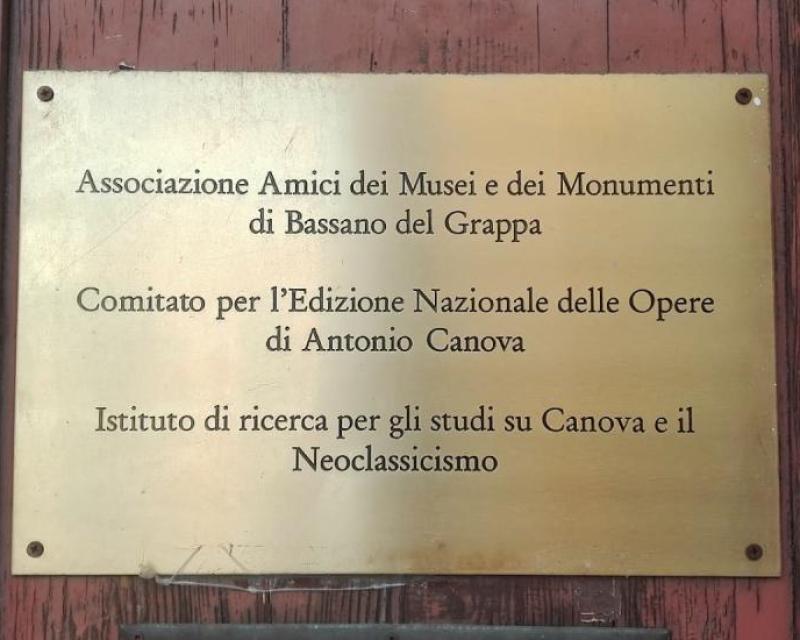 Associazione Amici dei Musei e dei Monumenti
di Bassano del Grappa
Comitato per l'Edizione Nazionale delle Opere
di Antonio Canova
Istituto di ricerca per gli studi su Canova e il
Neoclassicismo